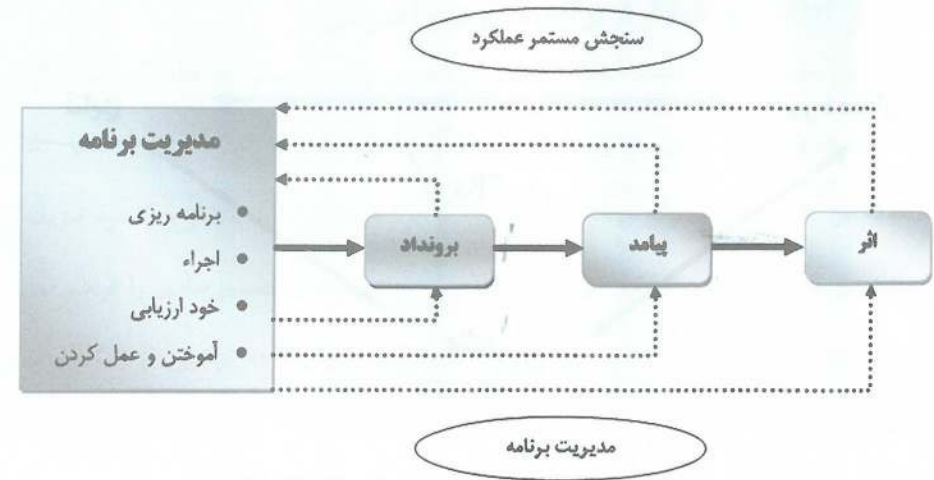 سنجش مستمر عملکرد
مدیریت برنامه
• برنامه ریزی
• اجراء
• خود ارزیابی
• آموختن و عمل کردن
برونداد
پیامد
اثر
مدیریت برنامه